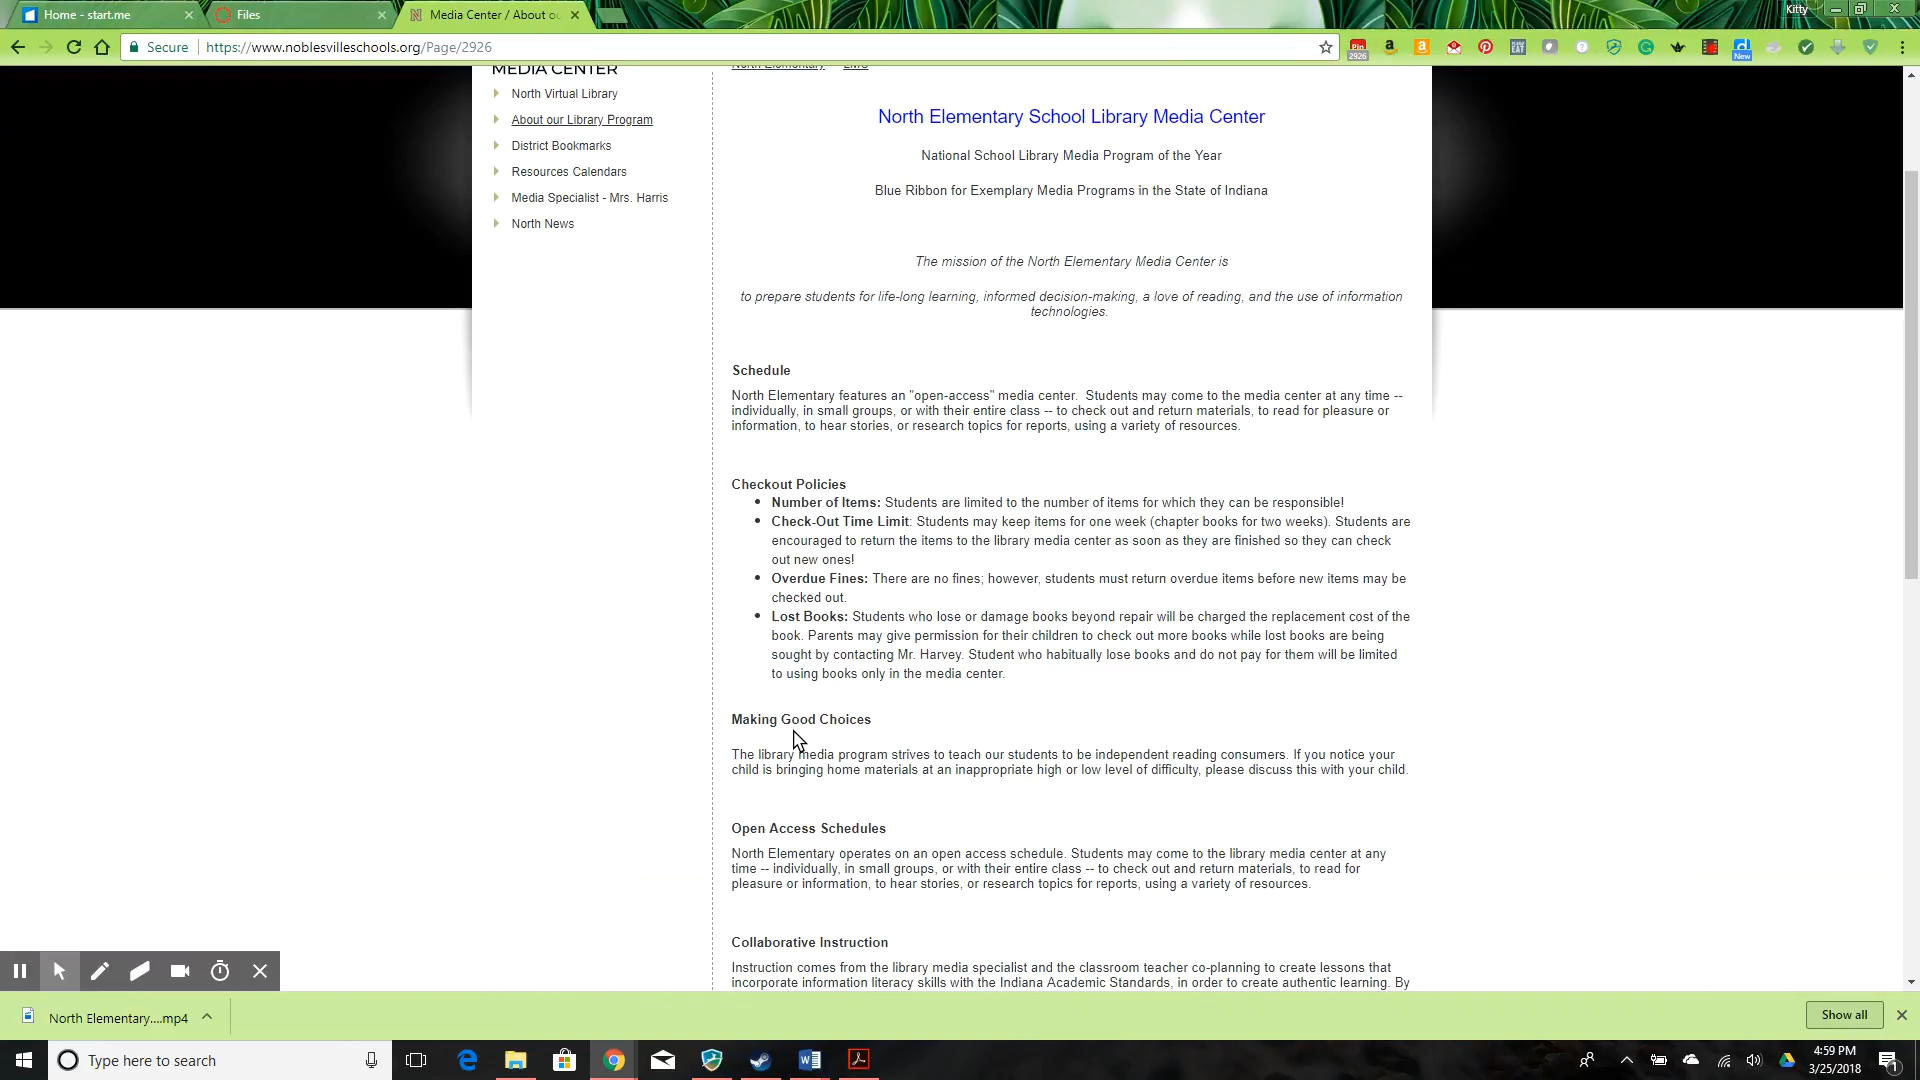 Home - start.me
Files
Media Center / About ou
Kitty
Secure
https://www.noblesvilleschools.org/Page/2926
2926
New
MEDIA CENTER
North Virtual Library
About our Library Program
District Bookmarks
Resources Calendars
Media Specialist - Mrs. Harris
North News
North Elementary LMC
North Elementary School Library Media Center
National School Library Media Program of the Year
Blue Ribbon for Exemplary Media Programs in the State of Indiana
The mission of the North Elementary Media Center is
to prepare students for life-long learning, informed decision-making, a love of reading, and the use of information
technologies.
Schedule
North Elementary features an "open-access" media center.  Students may come to the media center at any time --
individually, in small groups, or with their entire class -- to check out and return materials, to read for pleasure or
information, to hear stories, or research topics for reports, using a variety of resources.
Checkout Policies
Number of Items: Students are limited to the number of items for which they can be responsible!
Check-Out Time Limit: Students may keep items for one week (chapter books for two weeks). Students are
encouraged to return the items to the library media center as soon as they are finished so they can check
out new ones!
Overdue Fines: There are no fines; however, students must return overdue items before new items may be
checked out.
Lost Books: Students who lose or damage books beyond repair will be charged the replacement cost of the
book. Parents may give permission for their children to check out more books while lost books are being
sought by contacting Mr. Harvey. Student who habitually lose books and do not pay for them will be limited
to using books only in the media center.
Making Good Choices
The library media program strives to teach our students to be independent reading consumers. If you notice your
child is bringing home materials at an inappropriate high or low level of difficulty, please discuss this with your child.
Open Access Schedules
North Elementary operates on an open access schedule. Students may come to the library media center at any
time -- individually, in small groups, or with their entire class -- to check out and return materials, to read for
pleasure or information, to hear stories, or research topics for reports, using a variety of resources.
Collaborative Instruction
Instruction comes from the library media specialist and the classroom teacher co-planning to create lessons that
incorporate information literacy skills with the Indiana Academic Standards, in order to create authentic learning. By
North Elementary....mp4
Show all
Type here to search
4:59 PM
3/25/2018